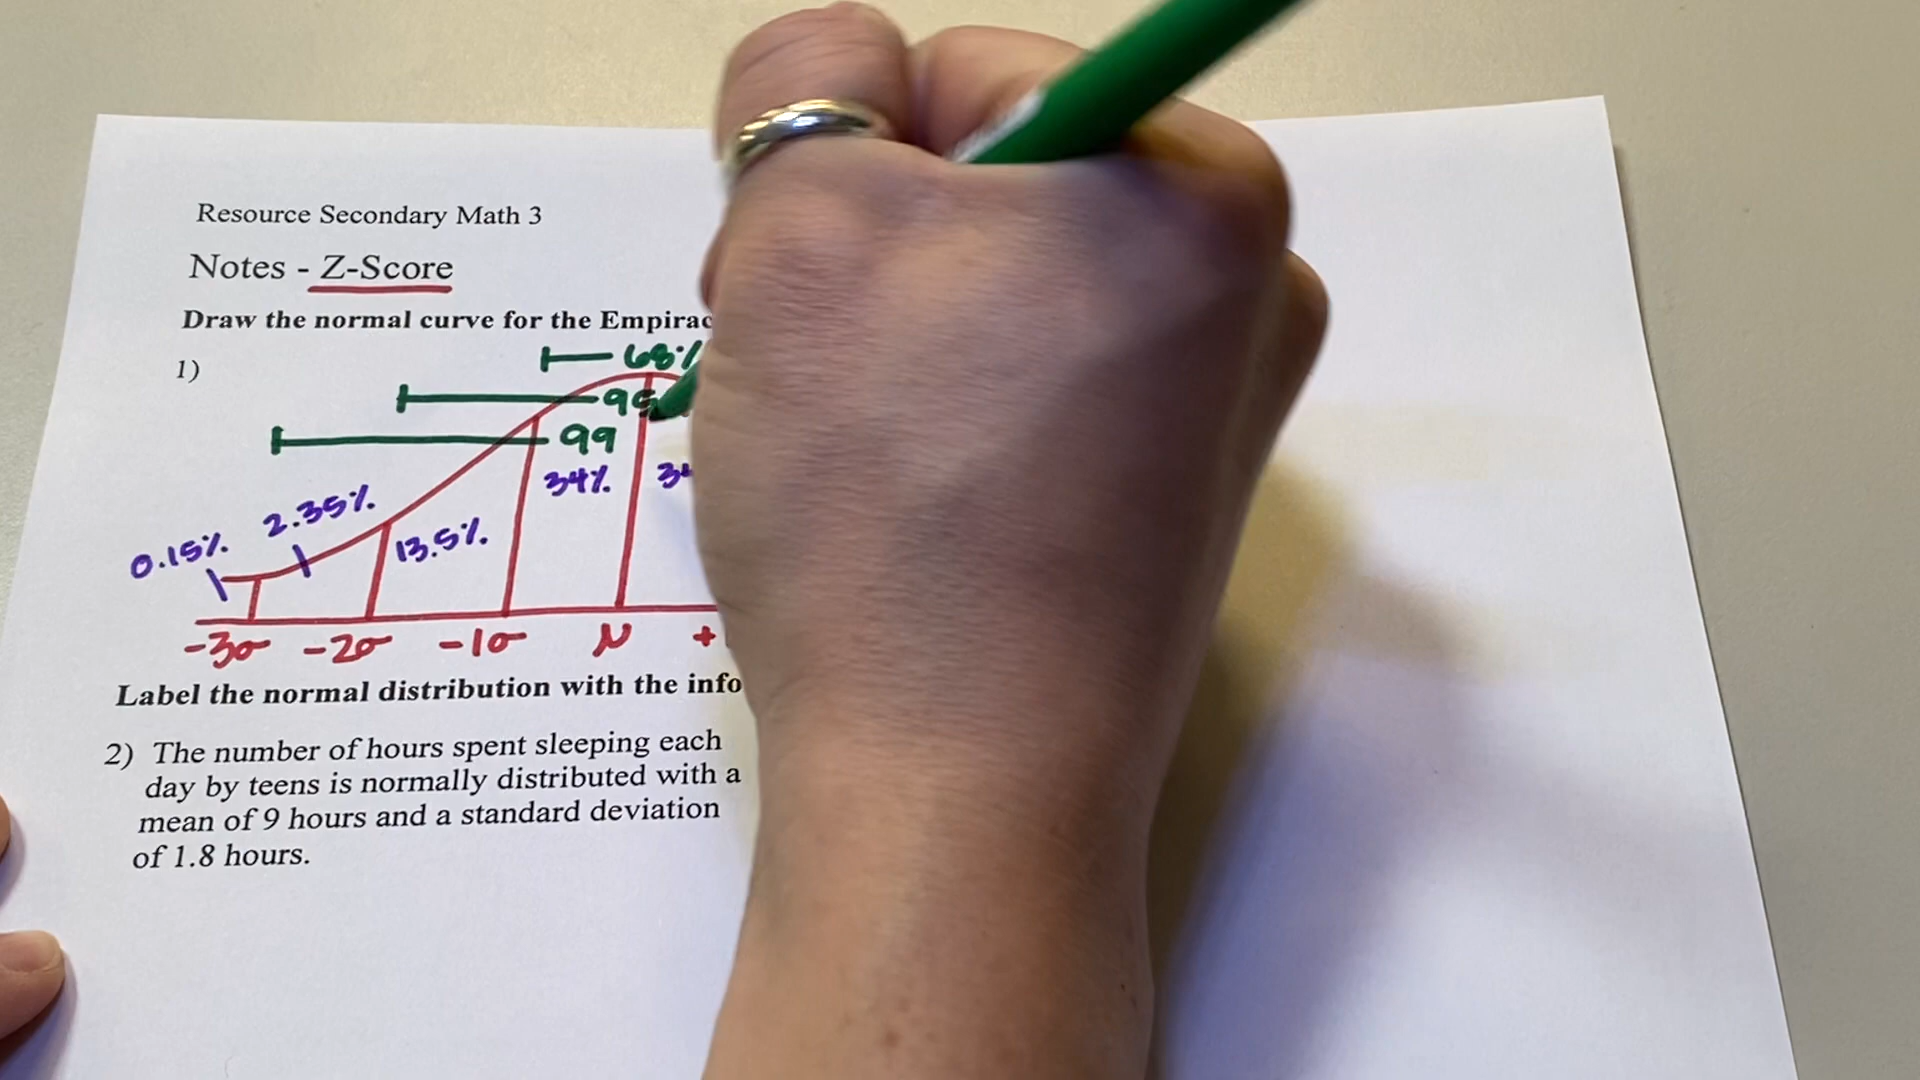 Resource Secondary Math 3
Notes - Z-Score
Draw the normal curve for the
1)
68%
99
34%
2.35%
0.15%
13.5%
-3σ -2σ -1σ μ +
Label the normal distribution with the
2) The number of hours spent sleeping each
day by teens is normally distributed with a
mean of 9 hours and a standard deviation
of 1.8 hours.